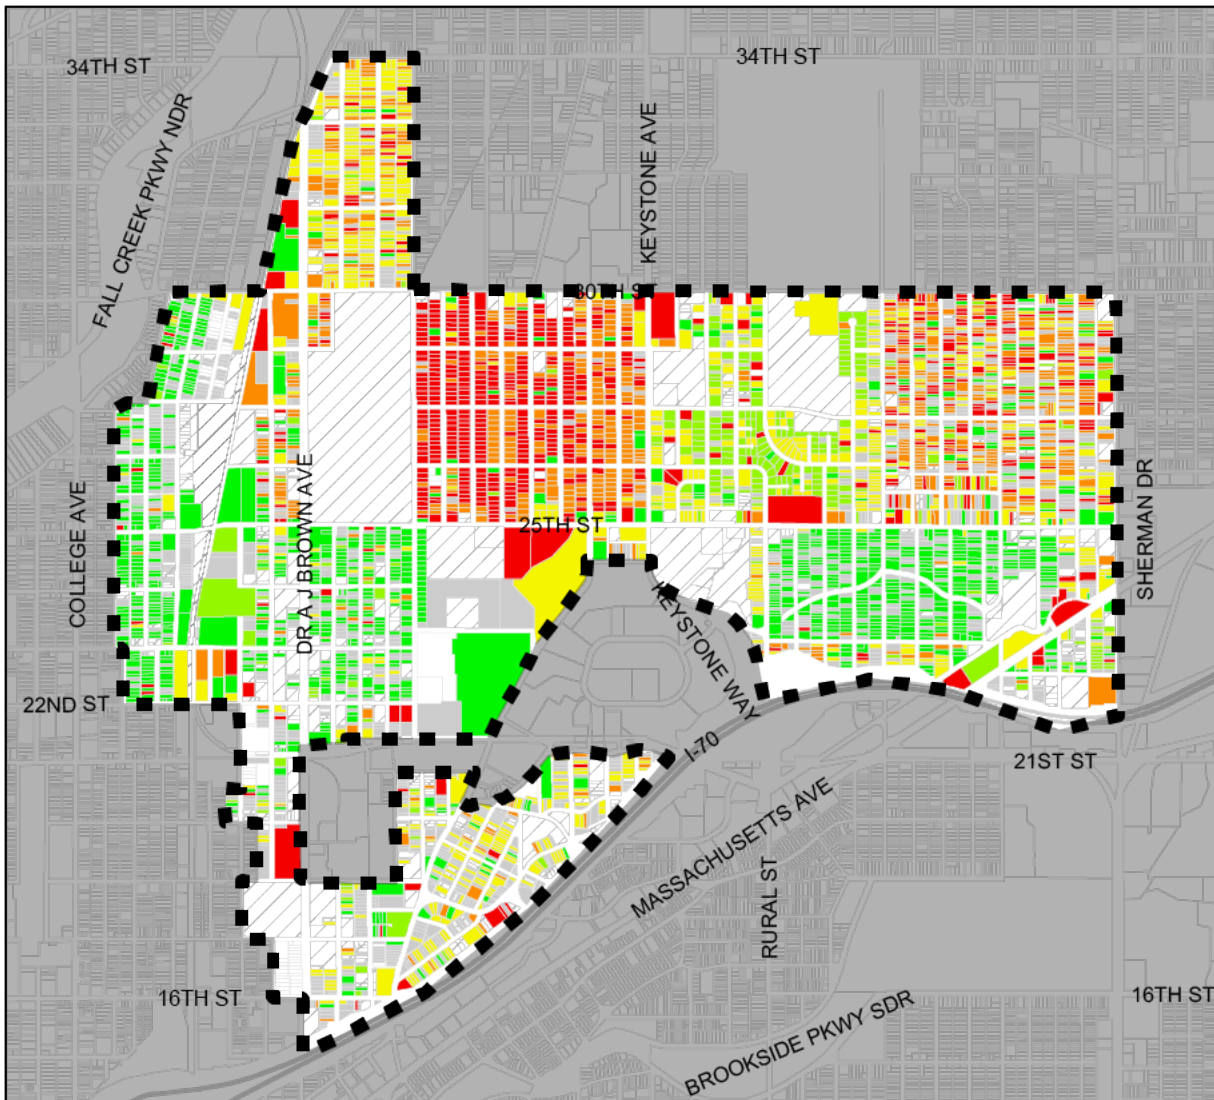 34TH ST
34TH ST
FALL CREEK PKWY NDR
KEYSTONE AVE
30TH ST
COLLEGE AVE
DR A J BROWN AVE
25TH ST
SHERMAN DR
KEYSTONE WAY
22ND ST
I-70
21ST ST
MASSACHUSETTS AVE
RURAL ST
16TH ST
16TH ST
BROOKSIDE PKWY SDR